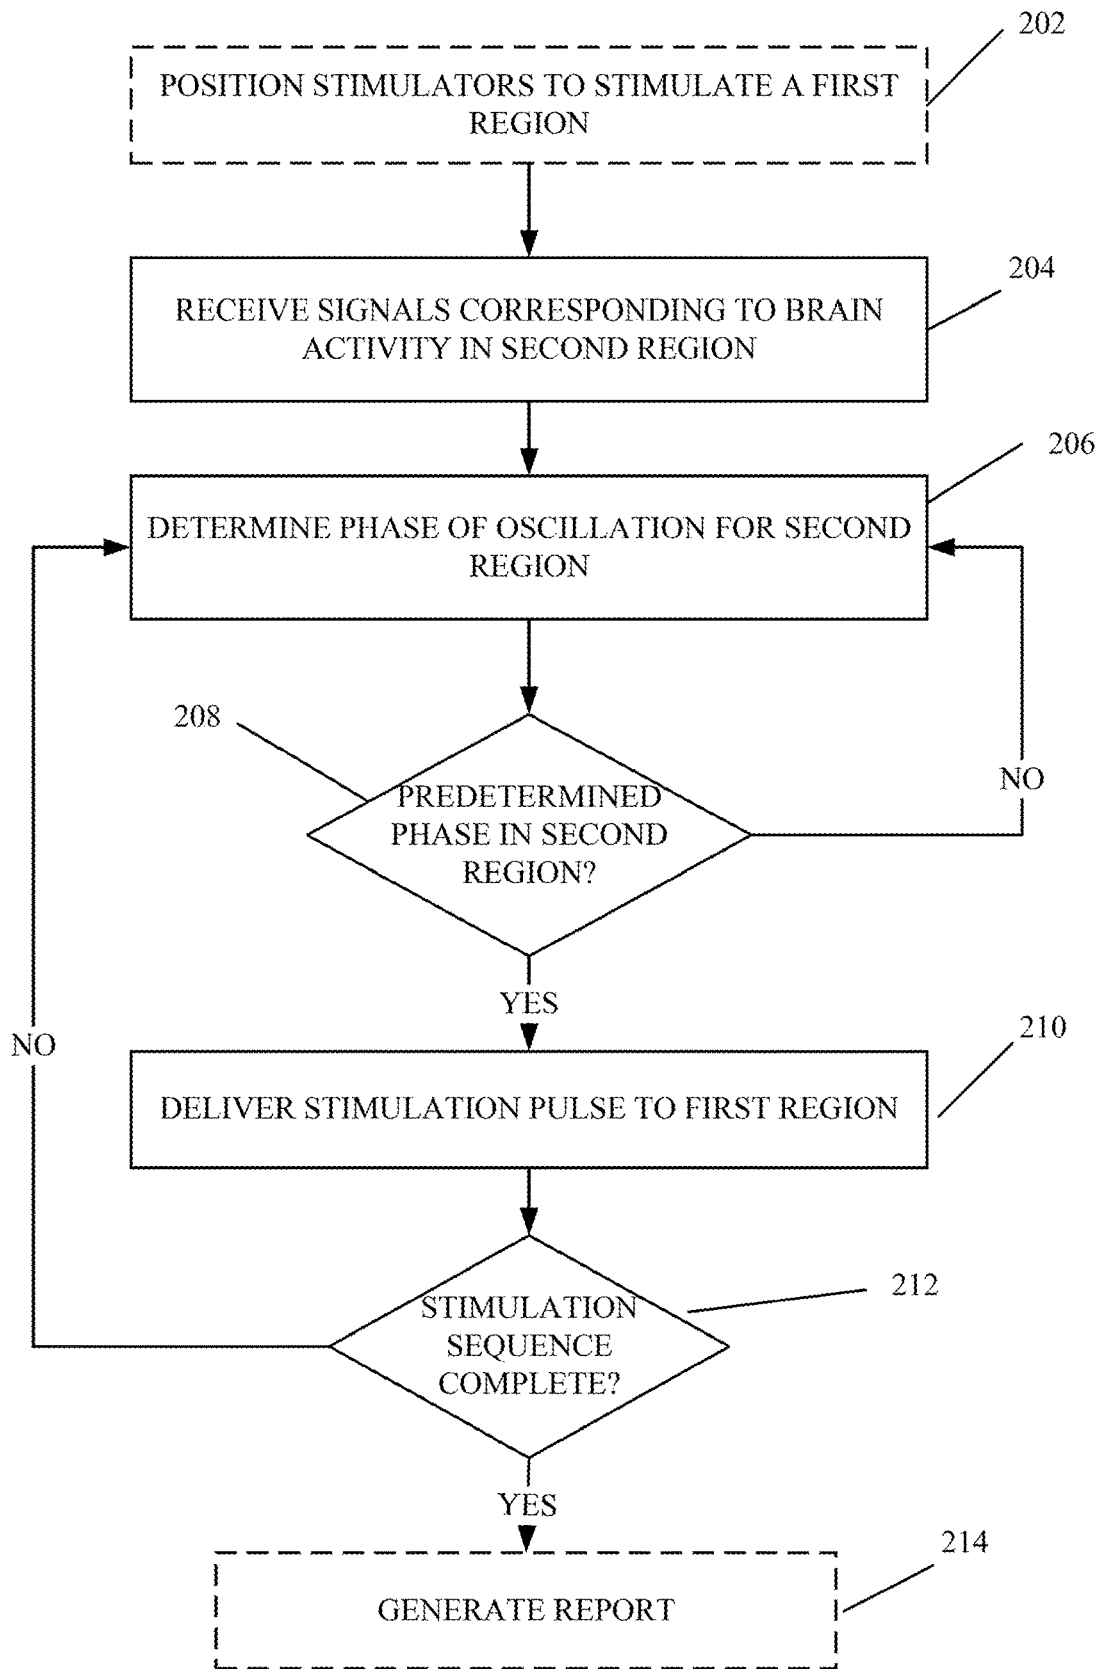 202
POSITION STIMULATORS TO STIMULATE A FIRST
REGION
204
RECEIVE SIGNALS CORRESPONDING TO BRAIN
ACTIVITY IN SECOND REGION
206
DETERMINE PHASE OF OSCILLATION FOR SECOND
REGION
208
PREDETERMINED
PHASE IN SECOND
REGION?
NO
YES
NO
210
DELIVER STIMULATION PULSE TO FIRST REGION
212
STIMULATION
SEQUENCE
COMPLETE?
YES
214
GENERATE REPORT